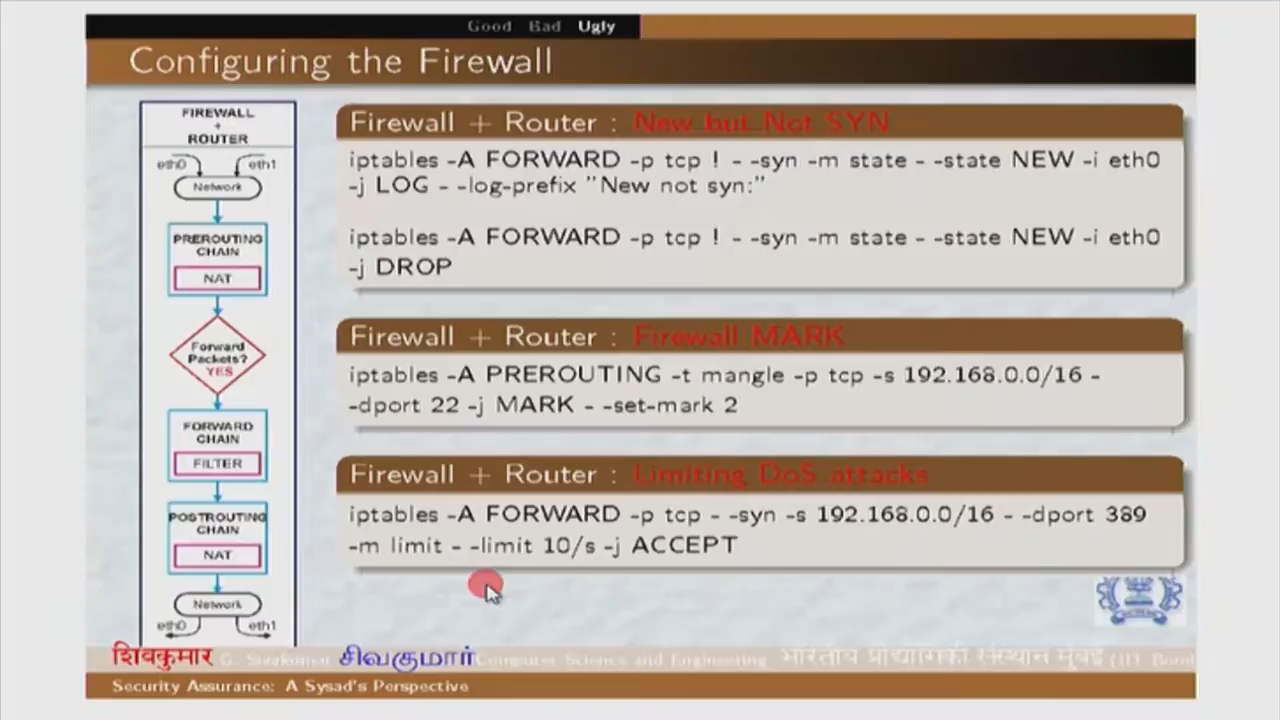 Good Bad Ugly
Configuring the Firewall
FIREWALL
+
ROUTER
eth0 eth1
Network
PREROUTING
CHAIN
NAT
Forward
Packets?
YES
FORWARD
CHAIN
FILTER
POSTROUTING
CHAIN
NAT
Network
eth0 eth1
Firewall + Router : New but Not SYN
iptables -A FORWARD -p tcp ! - -syn -m state - -state NEW -i eth0
-j LOG - -log-prefix "New not syn:"
iptables -A FORWARD -p tcp ! - -syn -m state - -state NEW -i eth0
-j DROP
Firewall + Router : Firewall MARK
iptables -A PREROUTING -t mangle -p tcp -s 192.168.0.0/16 -
-dport 22 -j MARK - -set-mark 2
Firewall + Router : Limiting DoS attacks
iptables -A FORWARD -p tcp - -syn -s 192.168.0.0/16 - -dport 389
-m limit - -limit 10/s -j ACCEPT
शिवकुमार G. Sivakumar சிவகுமார் Computer Science and Engineering भारतीय प्रौद्योगिकी संस्थान मुंबई (IIT Bom
Security Assurance: A Sysad's Perspective